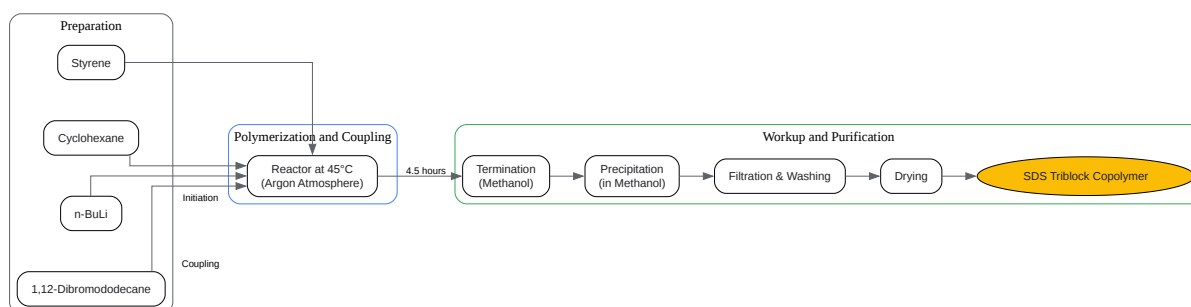 Preparation
Styrene
Cyclohexane
n-BuLi
1,12-Dibromododecane
Initiation
Coupling
Polymerization and Coupling
Reactor at 45°C
(Argon Atmosphere)
4.5 hours
Workup and Purification
Termination
(Methanol)
Precipitation
(in Methanol)
Filtration & Washing
Drying
SDS Triblock Copolymer